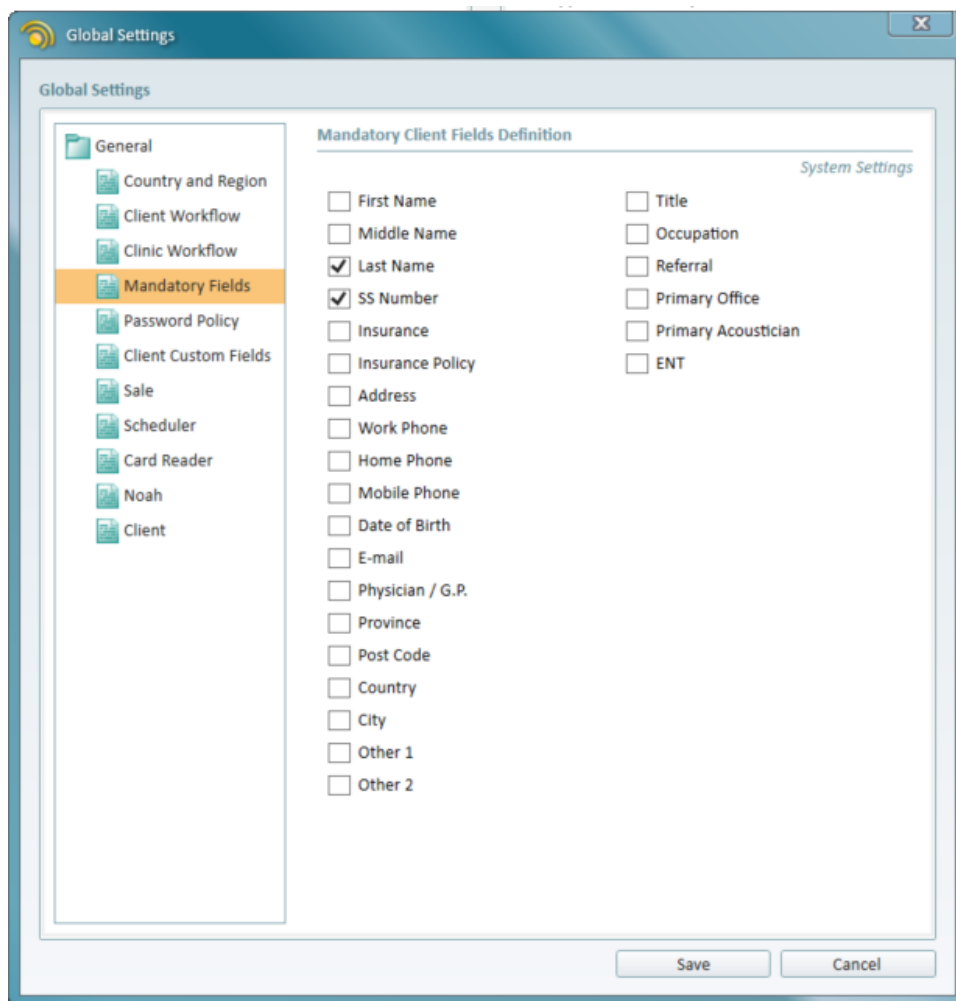 Global Settings
Global Settings
General
Country and Region
Client Workflow
Clinic Workflow
Mandatory Fields
Password Policy
Client Custom Fields
Sale
Scheduler
Card Reader
Noah
Client
Mandatory Client Fields Definition
System Settings
First Name
Middle Name
Last Name
SS Number
Insurance
Insurance Policy
Address
Work Phone
Home Phone
Mobile Phone
Date of Birth
E-mail
Physician / G.P.
Province
Post Code
Country
City
Other 1
Other 2
Title
Occupation
Referral
Primary Office
Primary Acoustician
ENT
Save
Cancel